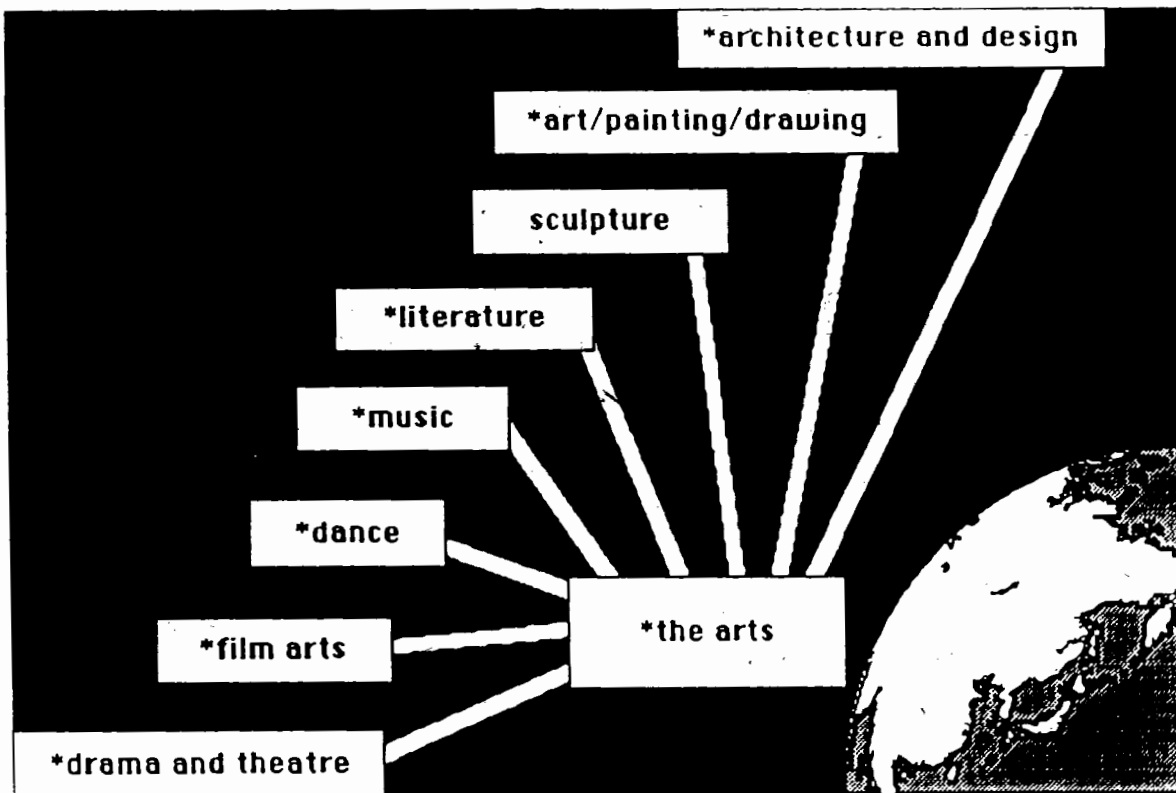 *architecture and design
*art/painting/drawing
sculpture
*literature
*music
*dance
*film arts
*the arts
*drama and theatre